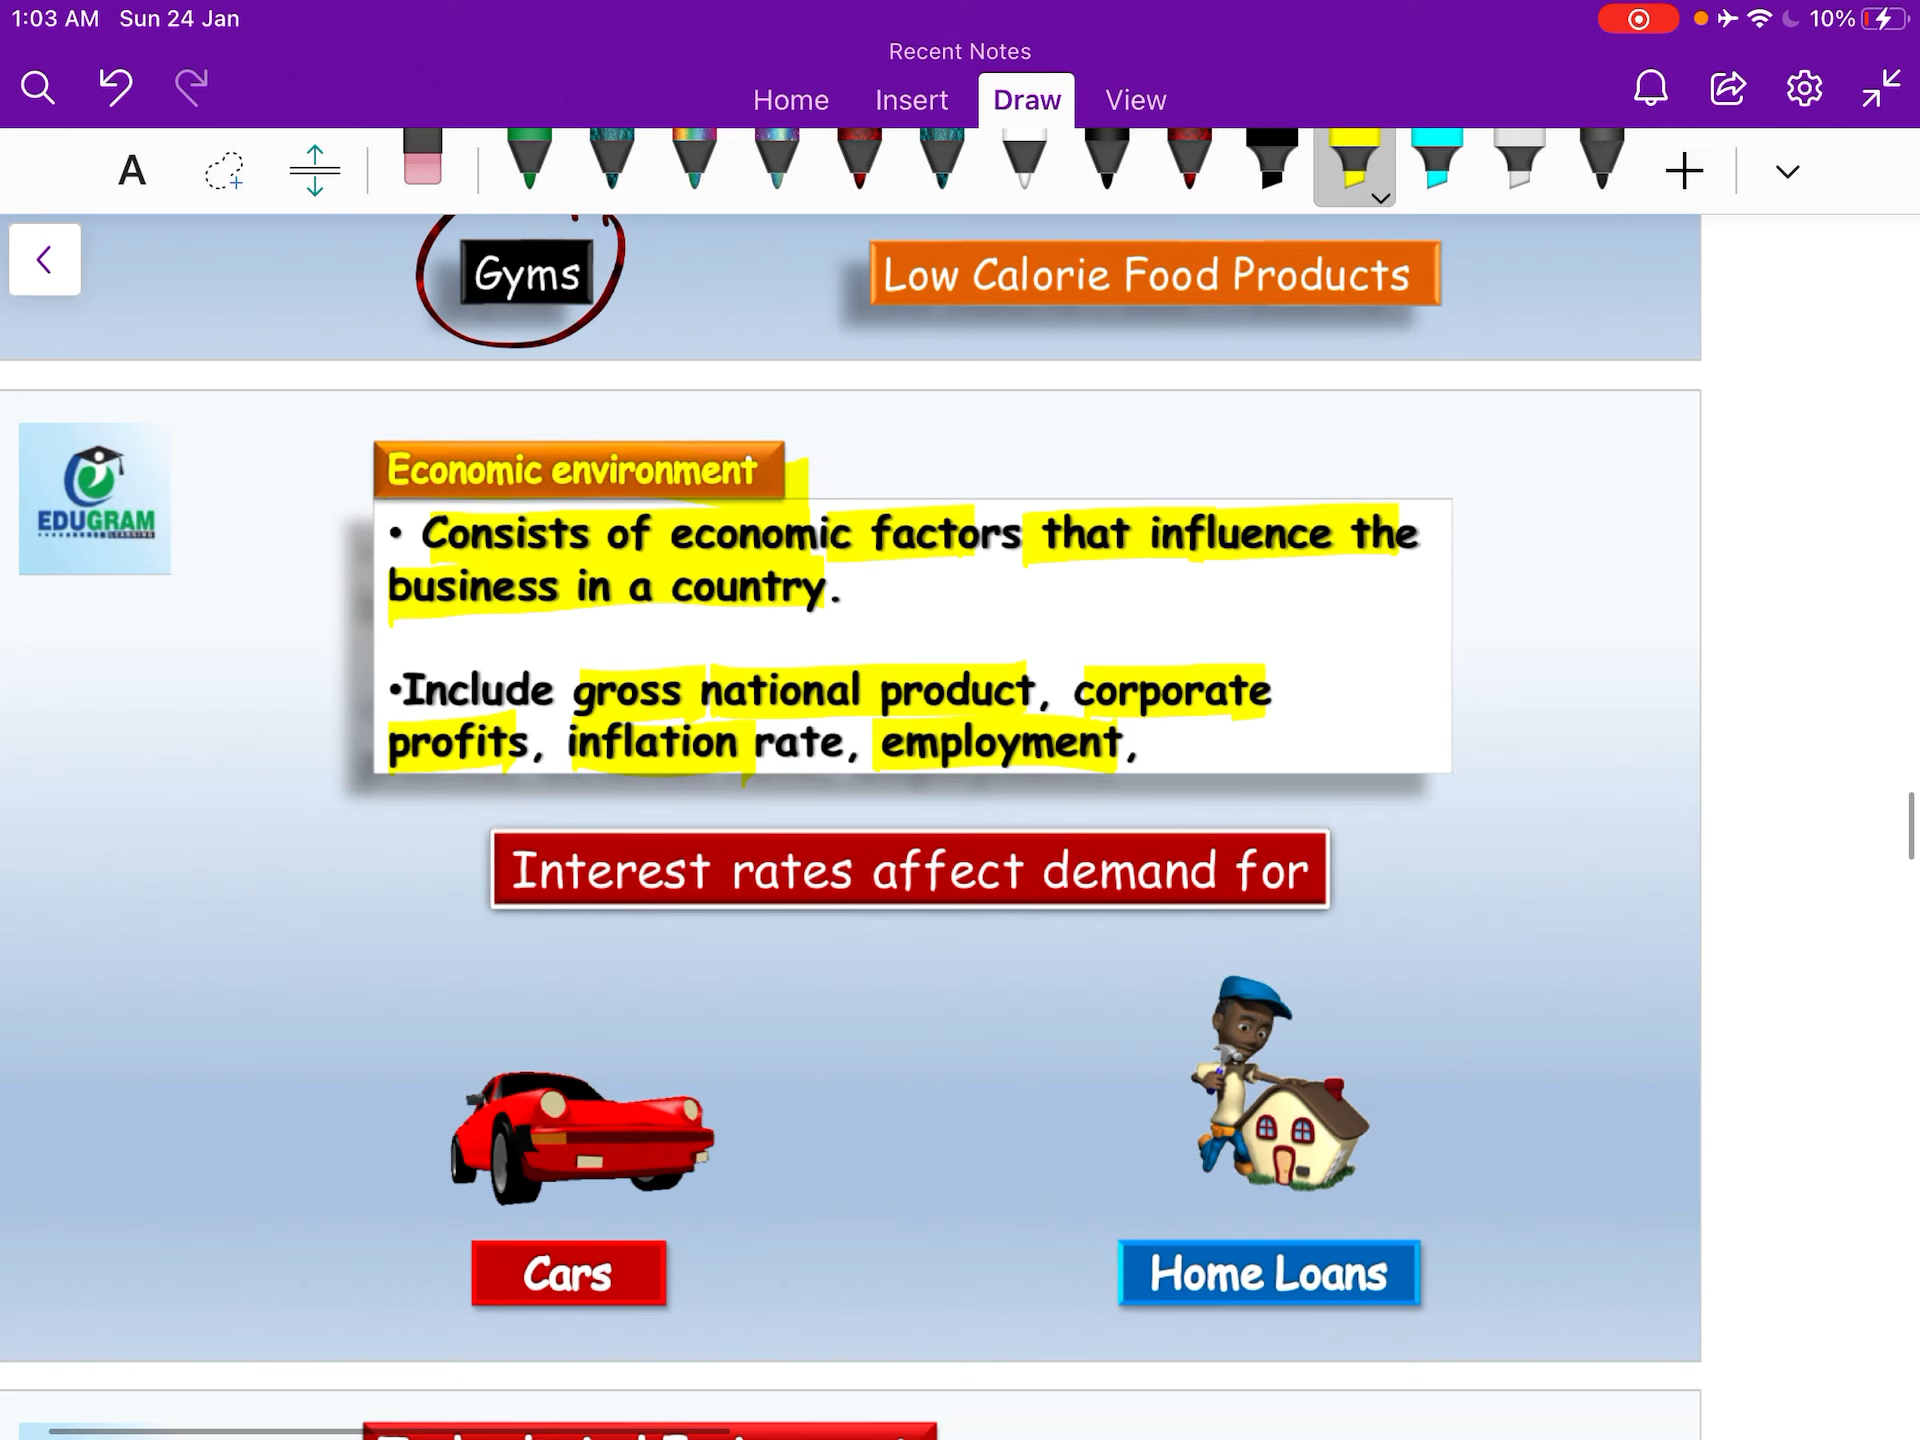 1:03 AM Sun 24 Jan
10%
Recent Notes
Home Insert Draw View
A
Gyms
Low Calorie Food Products
EDUGRAM
LEARNING
Economic environment
• Consists of economic factors that influence the
business in a country.
•Include gross national product, corporate
profits, inflation rate, employment,
Interest rates affect demand for
Cars
Home Loans